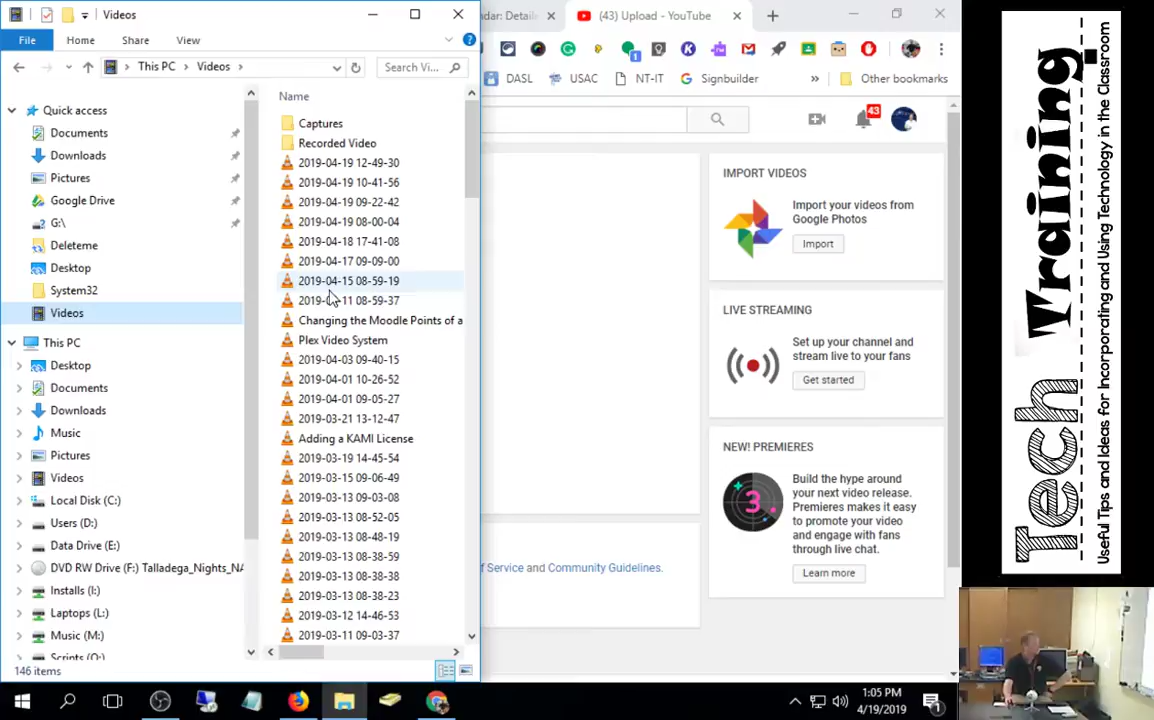 Videos
File
Home
Share
View
This PC
Videos
Search Vi...
Quick access
Documents
Downloads
Pictures
Google Drive
G:\
Deleteme
Desktop
System32
Videos
This PC
Desktop
Documents
Downloads
Music
Pictures
Videos
Local Disk (C:)
Users (D:)
Data Drive (E:)
DVD RW Drive (F:) Talladega_Nights_NA
Installs (I:)
Laptops (L:)
Music (M:)
Scripts (O:)
146 items
Name
Captures
Recorded Video
2019-04-19 12-49-30
2019-04-19 10-41-56
2019-04-19 09-22-42
2019-04-19 08-00-04
2019-04-18 17-41-08
2019-04-17 09-09-00
2019-04-15 08-59-19
2019-04-11 08-59-37
Changing the Moodle Points of a
Plex Video System
2019-04-03 09-40-15
2019-04-01 10-26-52
2019-04-01 09-05-27
2019-03-21 13-12-47
Adding a KAMI License
2019-03-19 14-45-54
2019-03-15 09-06-49
2019-03-13 09-03-08
2019-03-13 08-52-05
2019-03-13 08-48-19
2019-03-13 08-38-59
2019-03-13 08-38-38
2019-03-13 08-38-23
2019-03-12 14-46-53
2019-03-11 09-03-37
ndar: Detaile
(43) Upload - YouTube
DASL
USAC
NT-IT
Signbuilder
Other bookmarks
43
IMPORT VIDEOS
Import your videos from
Google Photos
Import
LIVE STREAMING
Set up your channel and
stream live to your fans
Get started
NEW! PREMIERES
Build the hype around
your next video release.
Premieres makes it easy
to promote your video
and engage with fans
through live chat.
Learn more
of Service and Community Guidelines.
1:05 PM
4/19/2019
Tech Training
Useful Tips and Ideas for Incorporating and Using Technology in the Classroom